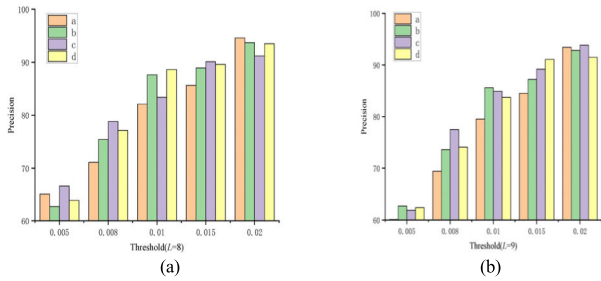 100
90
80
70
60
Precision
a
b
c
d
0.005
0.008
0.01
0.015
0.02
Threshold(L=8)
(a)
100
90
80
70
60
Precision
a
b
c
d
0.005
0.008
0.01
0.015
0.02
Threshold(L=9)
(b)